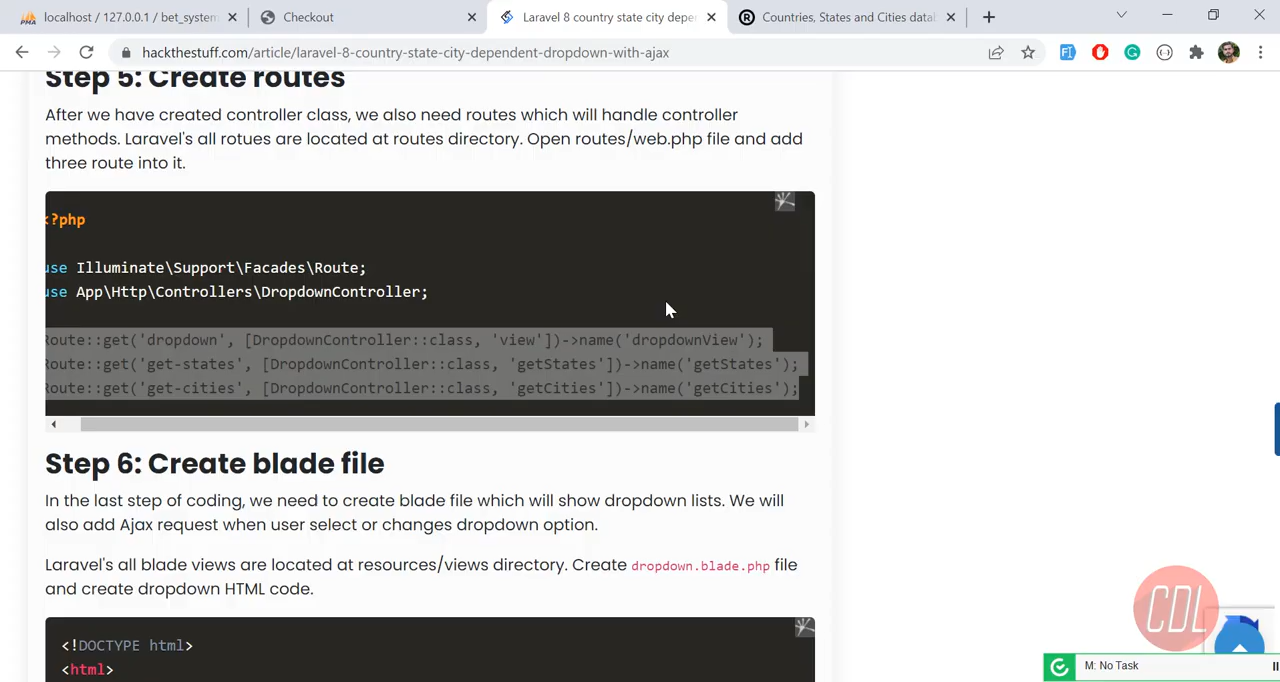 localhost / 127.0.0.1 / bet_system
Checkout
Laravel 8 country state city depe
Countries, States and Cities data
hackthestuff.com/article/laravel-8-country-state-city-dependent-dropdown-with-ajax
Step 5: Create routes
After we have created controller class, we also need routes which will handle controller
methods. Laravel's all rotues are located at routes directory. Open routes/web.php file and add
three route into it.
<?php
use Illuminate\Support\Facades\Route;
use App\Http\Controllers\DropdownController;
Route::get('dropdown', [DropdownController::class, 'view'])->name('dropdownView');
Route::get('get-states', [DropdownController::class, 'getStates'])->name('getStates');
Route::get('get-cities', [DropdownController::class, 'getCities'])->name('getCities');
Step 6: Create blade file
In the last step of coding, we need to create blade file which will show dropdown lists. We will
also add Ajax request when user select or changes dropdown option.
Laravel's all blade views are located at resources/views directory. Create dropdown.blade.php file
and create dropdown HTML code.
<!DOCTYPE html>
<html>
CDL
M: No Task